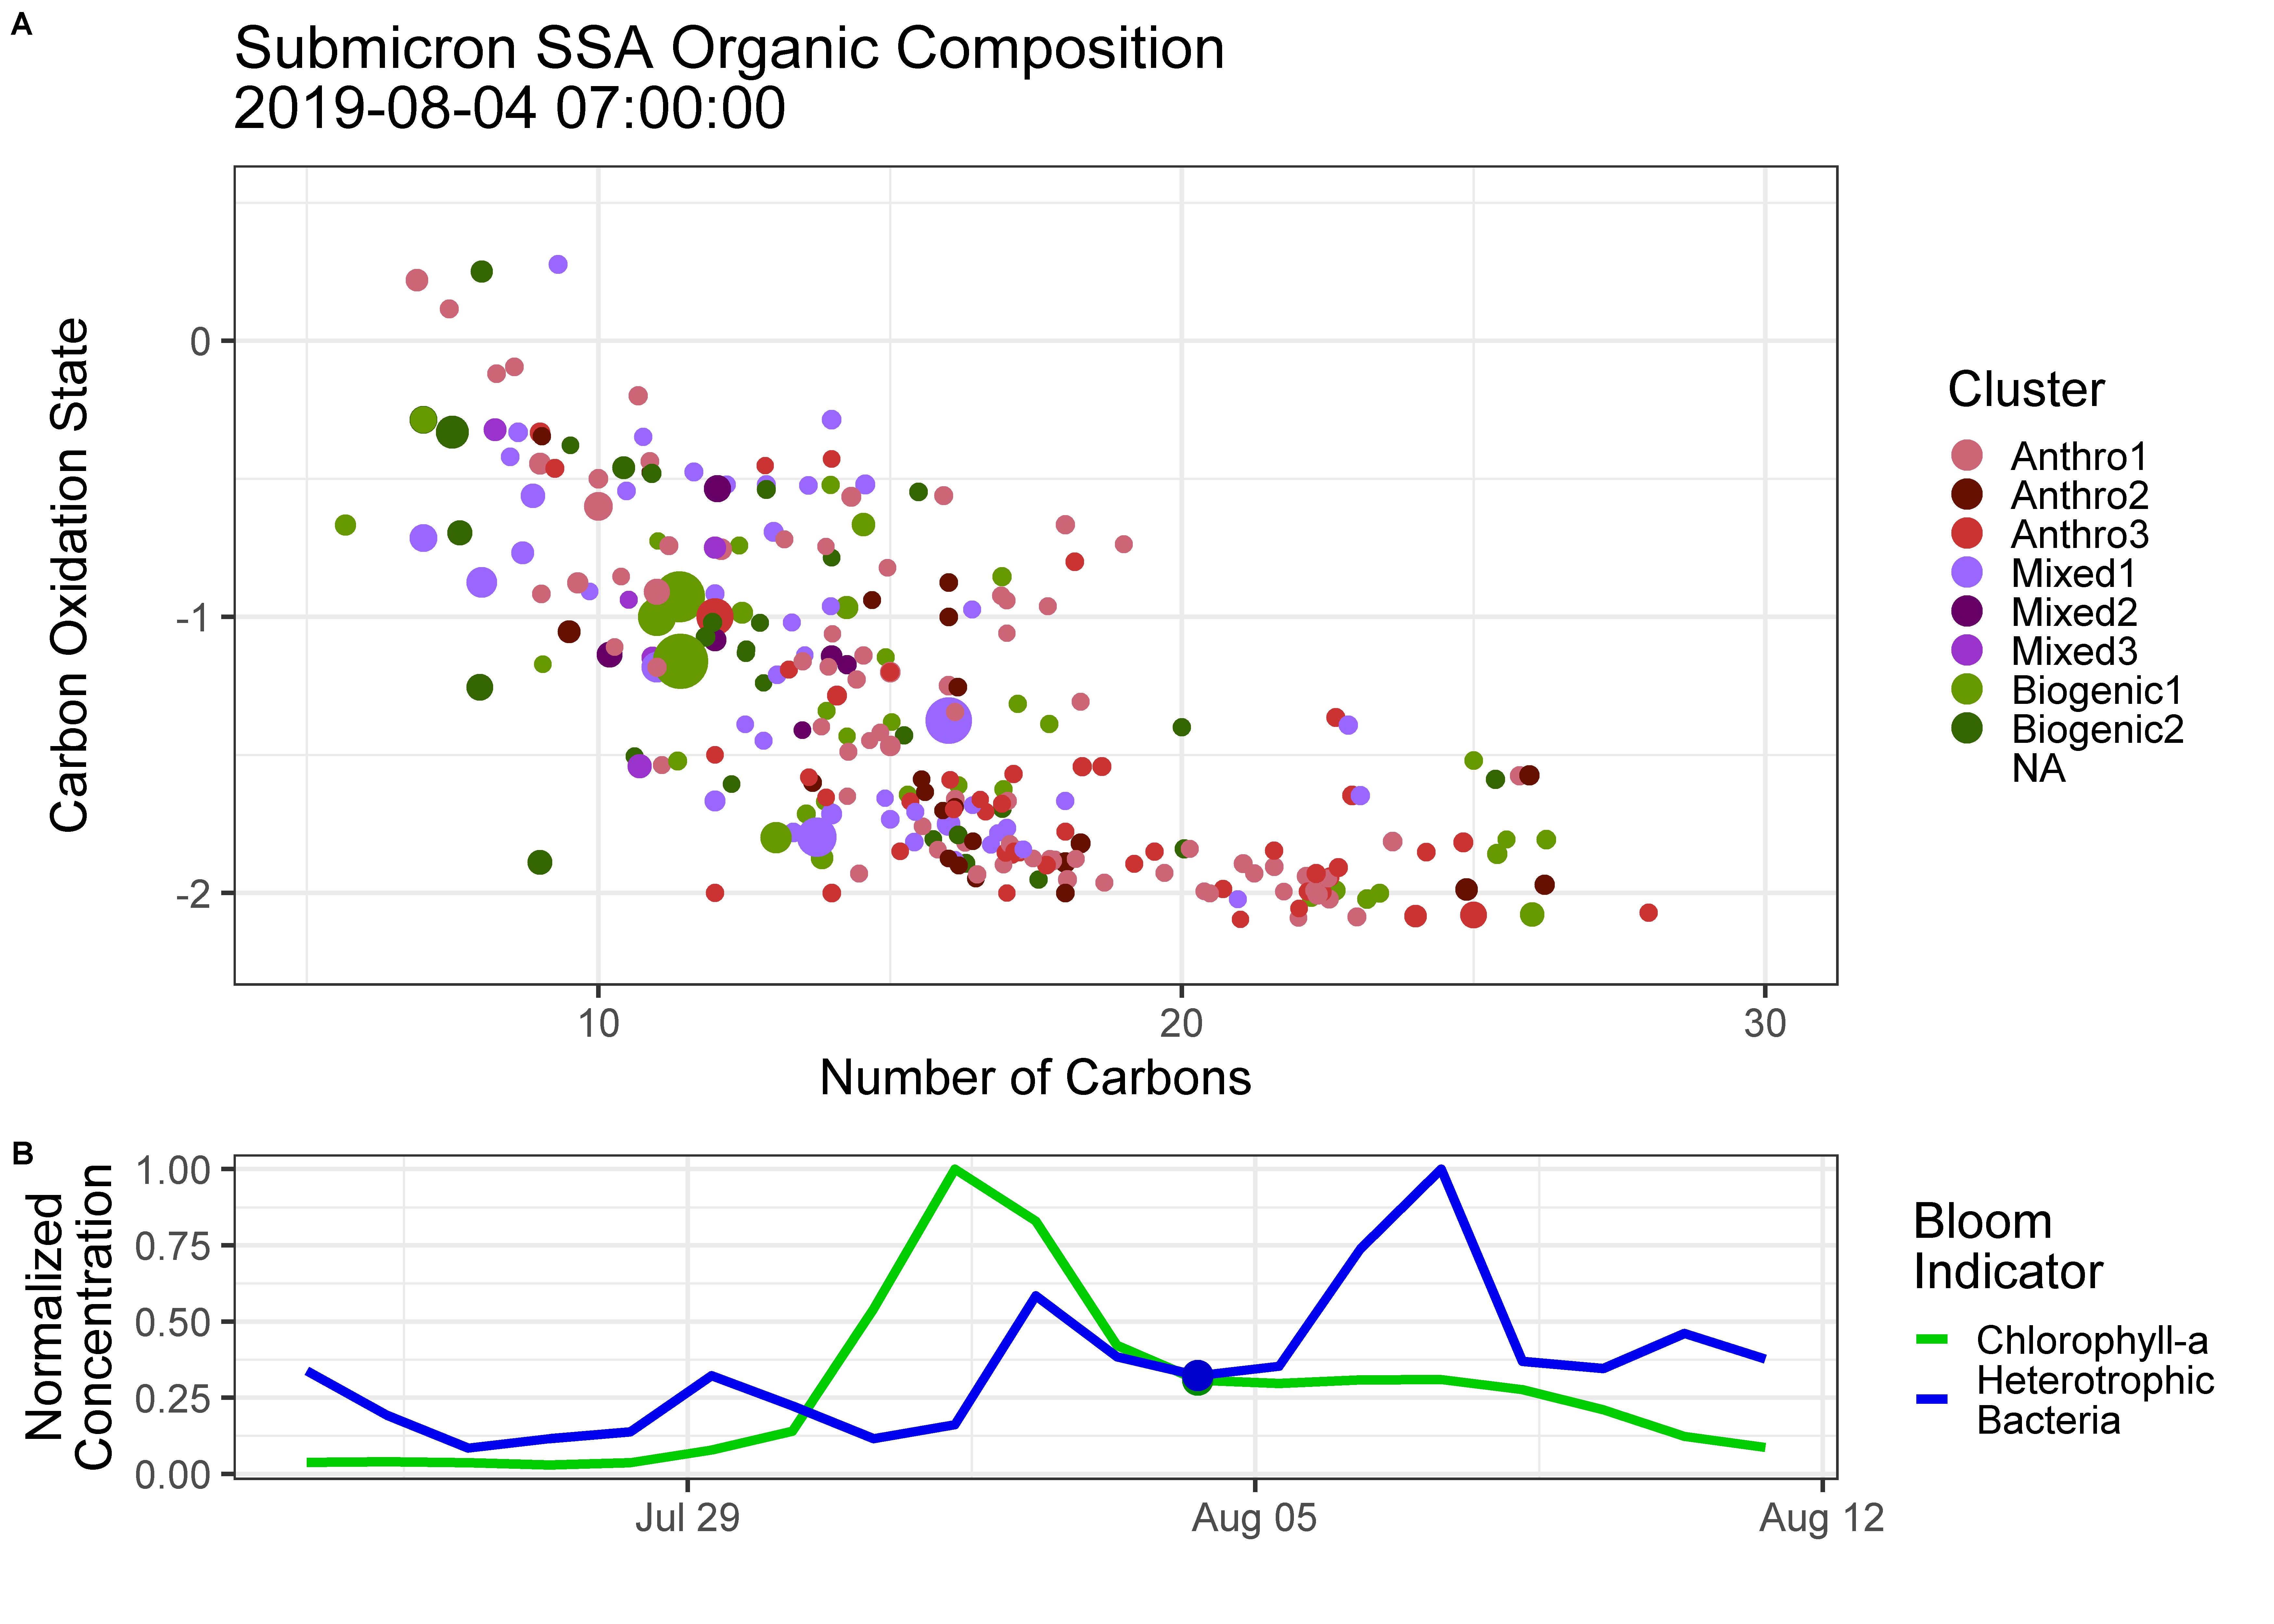 A
Submicron SSA Organic Composition
2019-08-04 07:00:00
Carbon Oxidation State
0
-1
-2
10
20
30
Number of Carbons
Cluster
Anthro1
Anthro2
Anthro3
Mixed1
Mixed2
Mixed3
Biogenic1
Biogenic2
NA
B
Normalized
Concentration
1.00
0.75
0.50
0.25
0.00
Jul 29
Aug 05
Aug 12
Bloom
Indicator
Chlorophyll-a
Heterotrophic
Bacteria